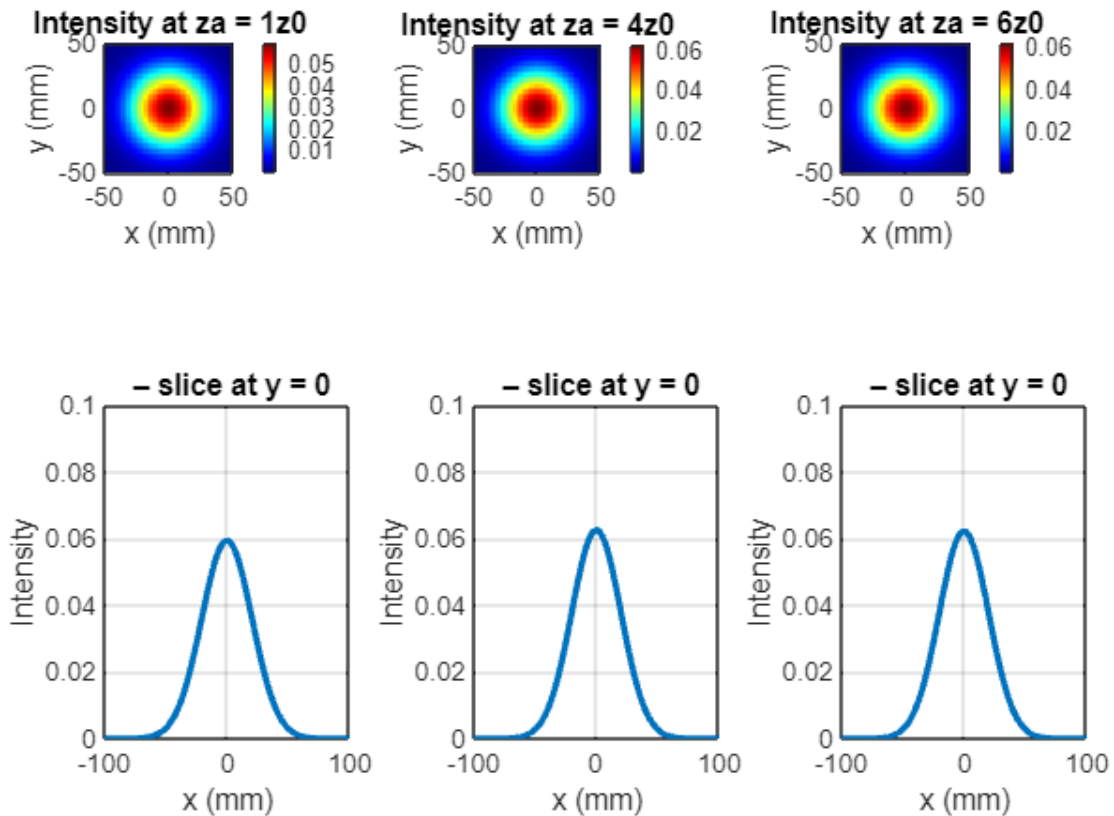 Intensity at za = 1z0
50
0
-50
y (mm)
-50 0 50
x (mm)
0.05
0.04
0.03
0.02
0.01
Intensity at za = 4z0
50
0
-50
y (mm)
-50 0 50
x (mm)
0.06
0.04
0.02
Intensity at za = 6z0
50
0
-50
y (mm)
-50 0 50
x (mm)
0.06
0.04
0.02
– slice at y = 0
0.1
0.08
0.06
0.04
0.02
0
Intensity
-100 0 100
x (mm)
– slice at y = 0
0.1
0.08
0.06
0.04
0.02
0
Intensity
-100 0 100
x (mm)
– slice at y = 0
0.1
0.08
0.06
0.04
0.02
0
Intensity
-100 0 100
x (mm)